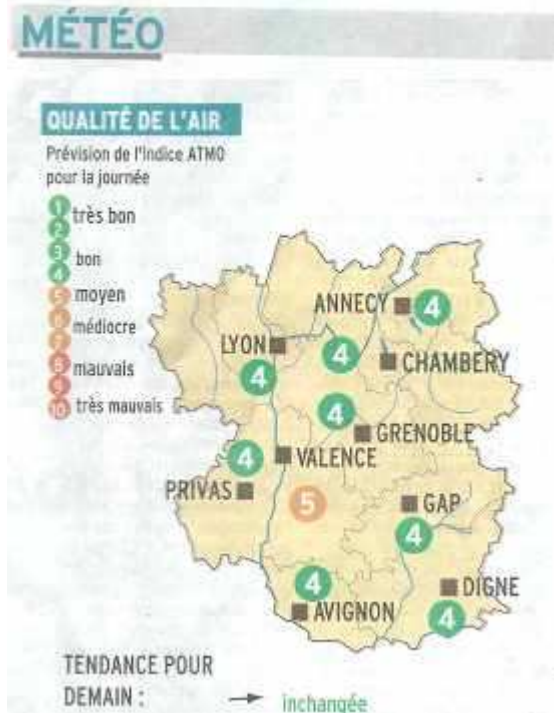 MÉTÉO
QUALITÉ DE L'AIR
Prévision de l'Indice ATMO
pour la journée
1 très bon
2
3 bon
4
5 moyen
6 médiocre
7
8 mauvais
9
10 très mauvais
ANNECY 4
LYON 4
4 CHAMBERY
4
GRENOBLE
4 VALENCE
PRIVAS 5 GAP
4
4 DIGNE
AVIGNON 4
TENDANCE POUR
DEMAIN : → inchangée